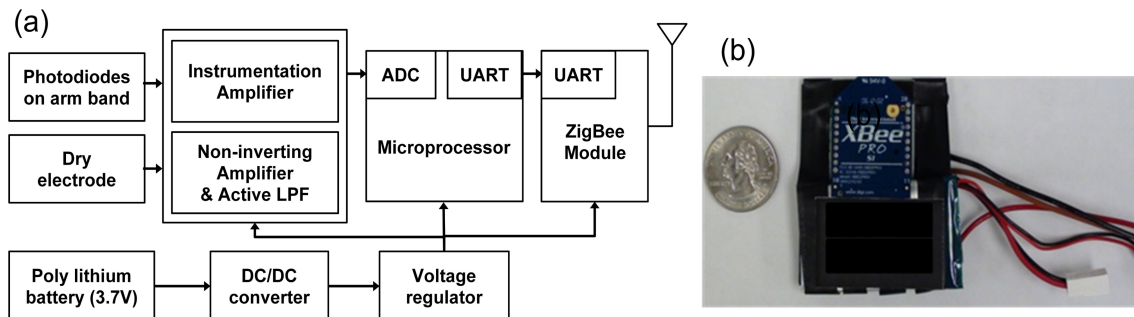 (a)
Photodiodes
on arm band
Dry
electrode
Instrumentation
Amplifier
Non-inverting
Amplifier
& Active LPF
ADC
UART
Microprocessor
UART
ZigBee
Module
Poly lithium
battery (3.7V)
DC/DC
converter
Voltage
regulator
(b)
(b)
XBee
PRO
S1